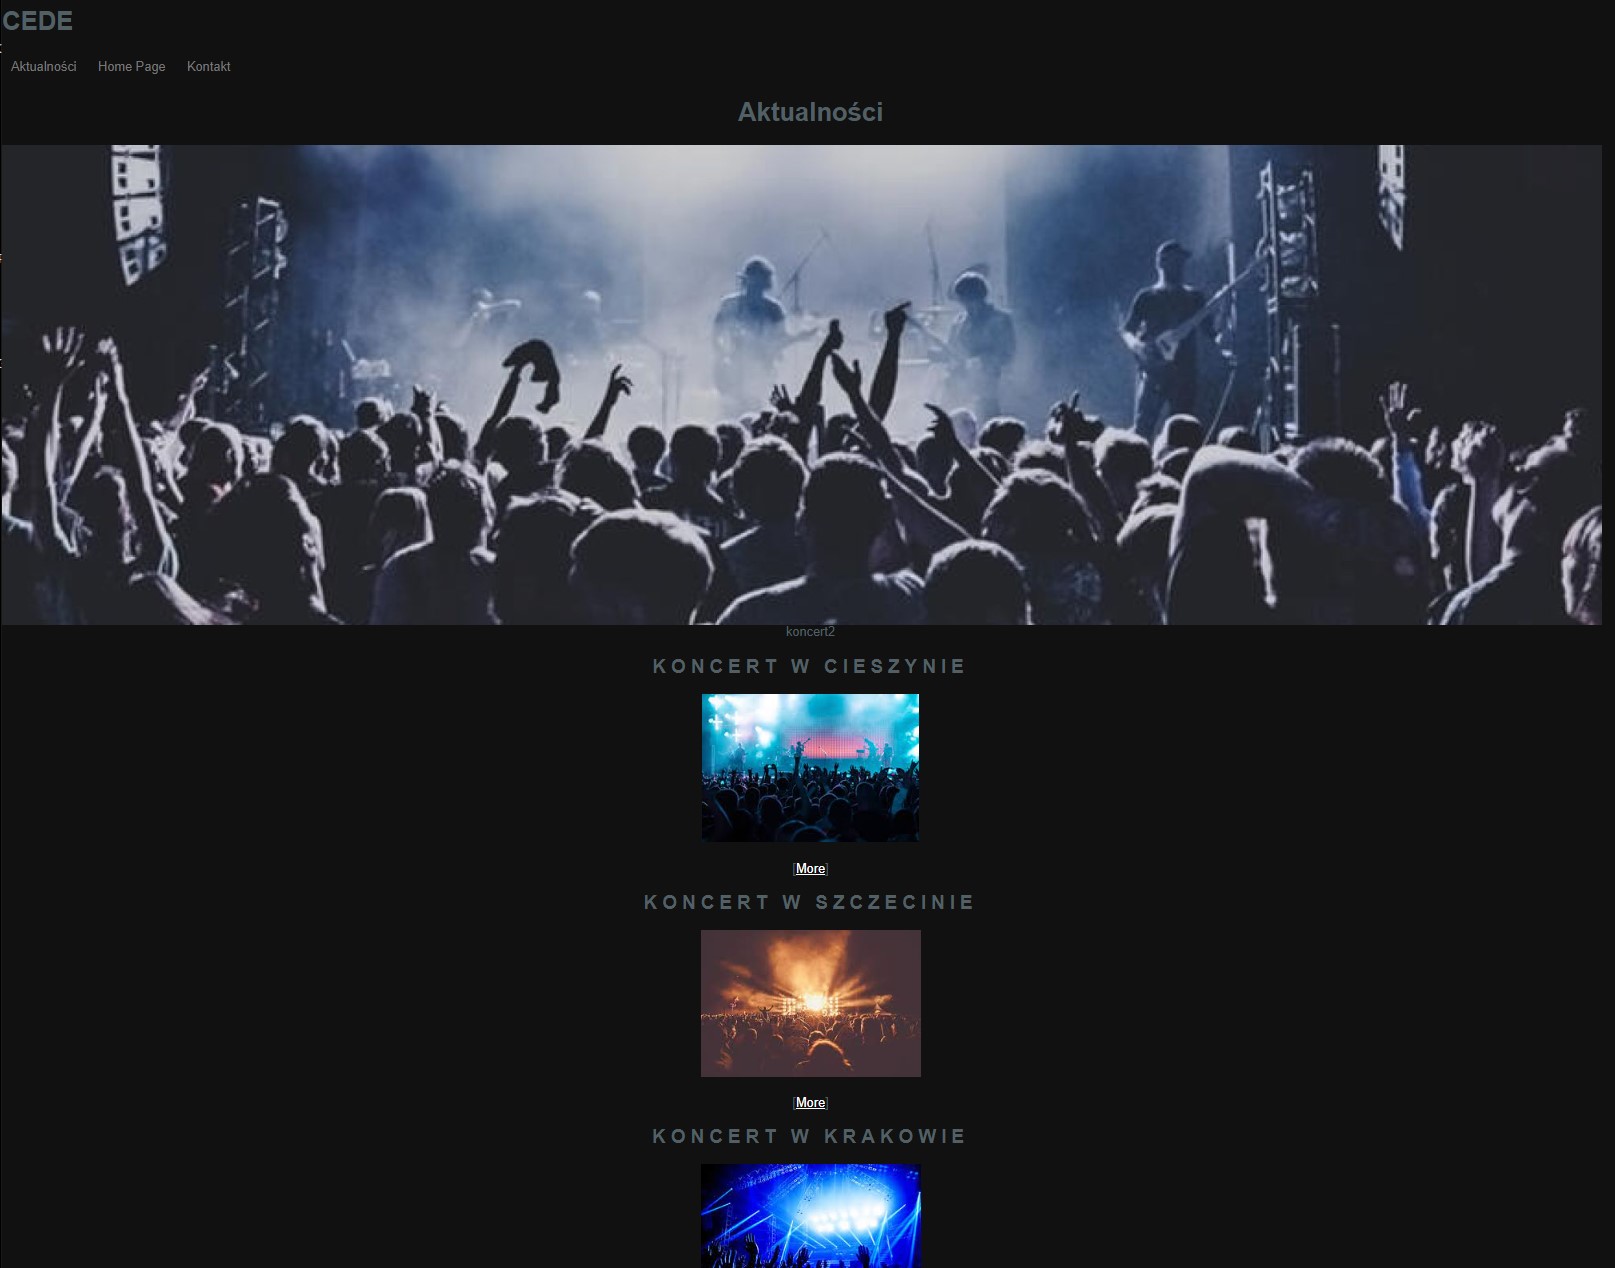 CEDE
Aktualności Home Page Kontakt
Aktualności
koncert2
KONCERT W CIESZYNIE
[More]
KONCERT W SZCZECINIE
[More]
KONCERT W KRAKOWIE